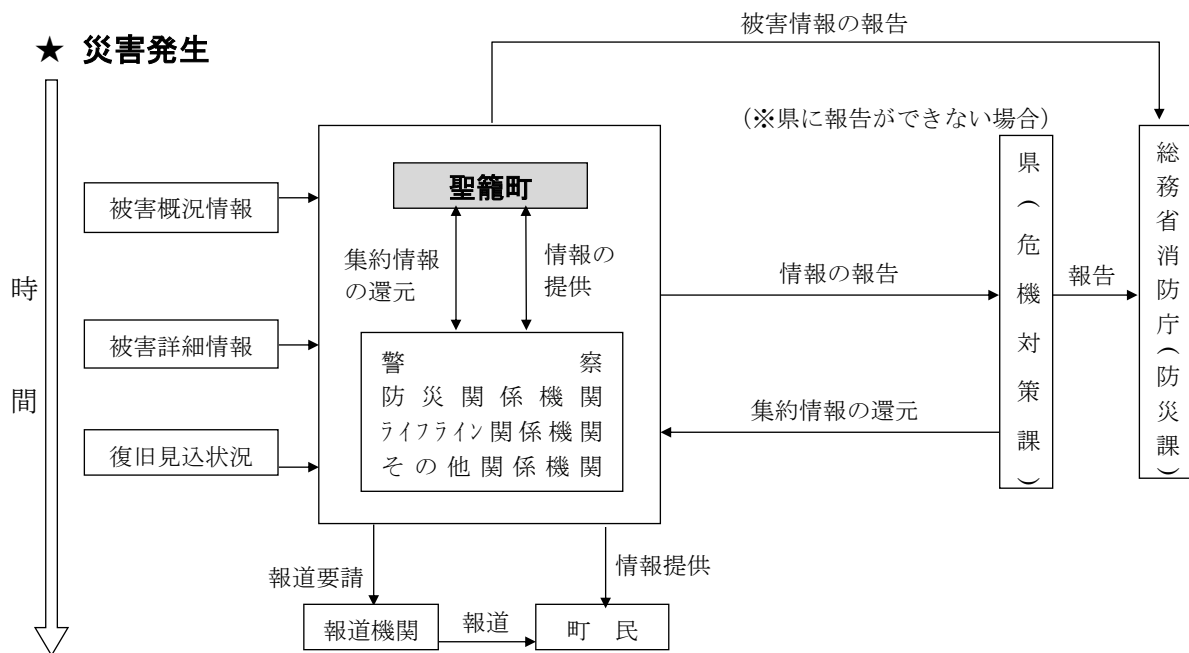 被害情報の報告
★ 災害発生
(※県に報告ができない場合)
聖籠町
被害概況情報
集約情報
の還元
情報の
提供
情報の報告
県(危機対策課)
報告
総務省消防庁(防災課)
時間
被害詳細情報
警察
防災関係機関
ライフライン関係機関
その他関係機関
集約情報の還元
復旧見込状況
報道要請
情報提供
報道機関
報道
町民